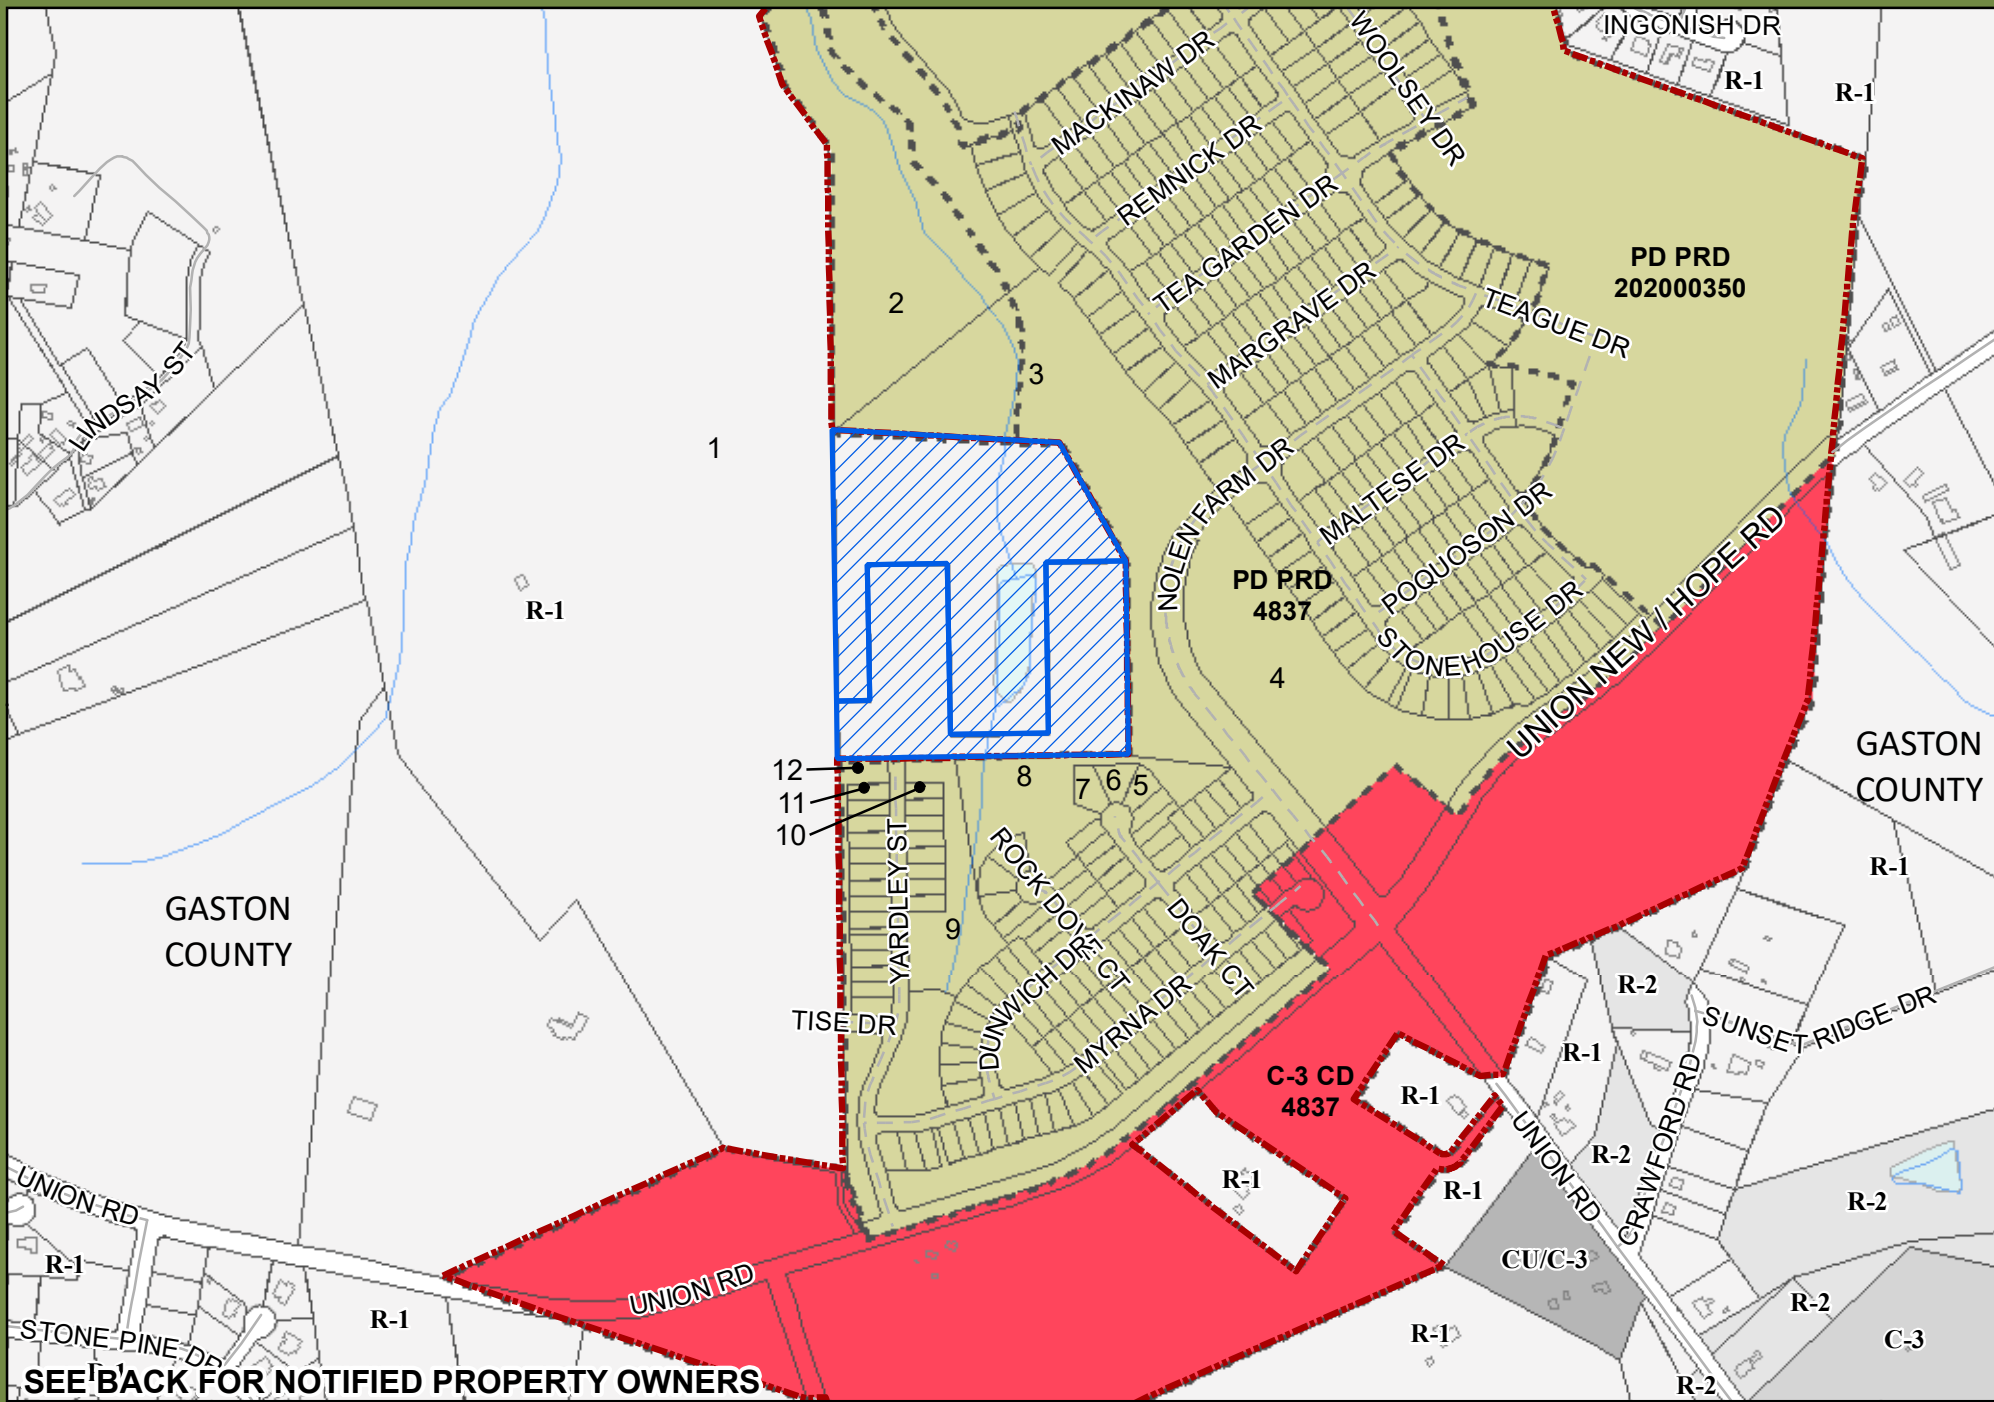 INGONISH DR
R-1
R-1
WOOLSEY DR
MACKINAW DR
REMNICK DR
TEA GARDEN DR
MARGRAVE DR
TEAGUE DR
PD PRD
202000350
2
3
LINDSAY ST
1
NOLEN FARM DR
MALTESE DR
POQUOSON DR
STONEHOUSE DR
UNION NEW / HOPE RD
R-1
PD PRD
4837
4
GASTON
COUNTY
12
11
10
8
7
6
5
YARDLEY ST
ROCK DOVE CT
DOAK CT
DUNWICH DR
MYRNA DR
9
TISE DR
GASTON
COUNTY
R-1
R-2
SUNSET RIDGE DR
R-1
CRAWFORD RD
C-3 CD
4837
R-1
R-1
R-1
R-2
R-2
UNION RD
CU/C-3
UNION RD
R-1
R-1
UNION RD
STONE PINE DR
R-1
R-1
R-2
C-3
R-2
SEE BACK FOR NOTIFIED PROPERTY OWNERS